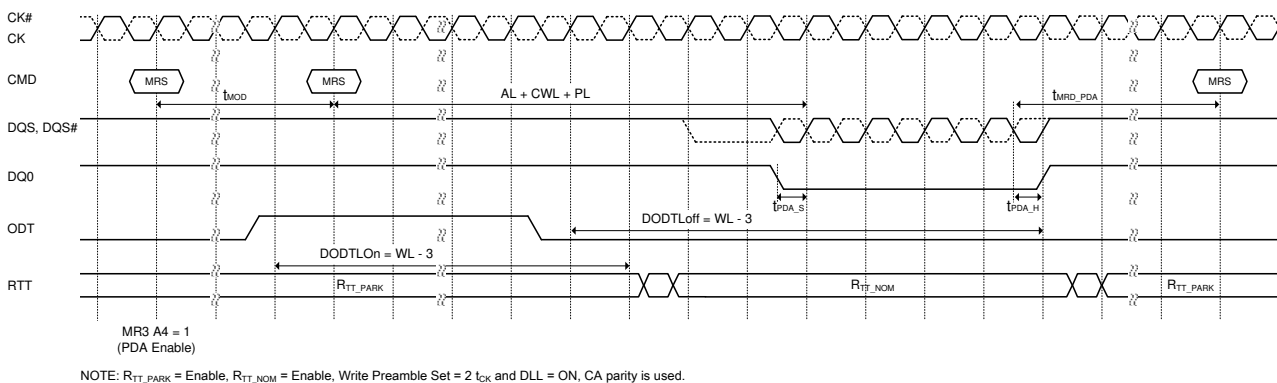 CK#
CK
CMD
MRS
MRS
MRS
tMOD
AL + CWL + PL
tMRD_PDA
DQS, DQS#
DQ0
tPDA_S
tPDA_H
ODT
DODTLoff = WL - 3
DODTLOn = WL - 3
RTT
RTT_PARK
RTT_NOM
RTT_PARK
MR3 A4 = 1
(PDA Enable)
NOTE: RTT_PARK = Enable, RTT_NOM = Enable, Write Preamble Set = 2 tCK and DLL = ON, CA parity is used.